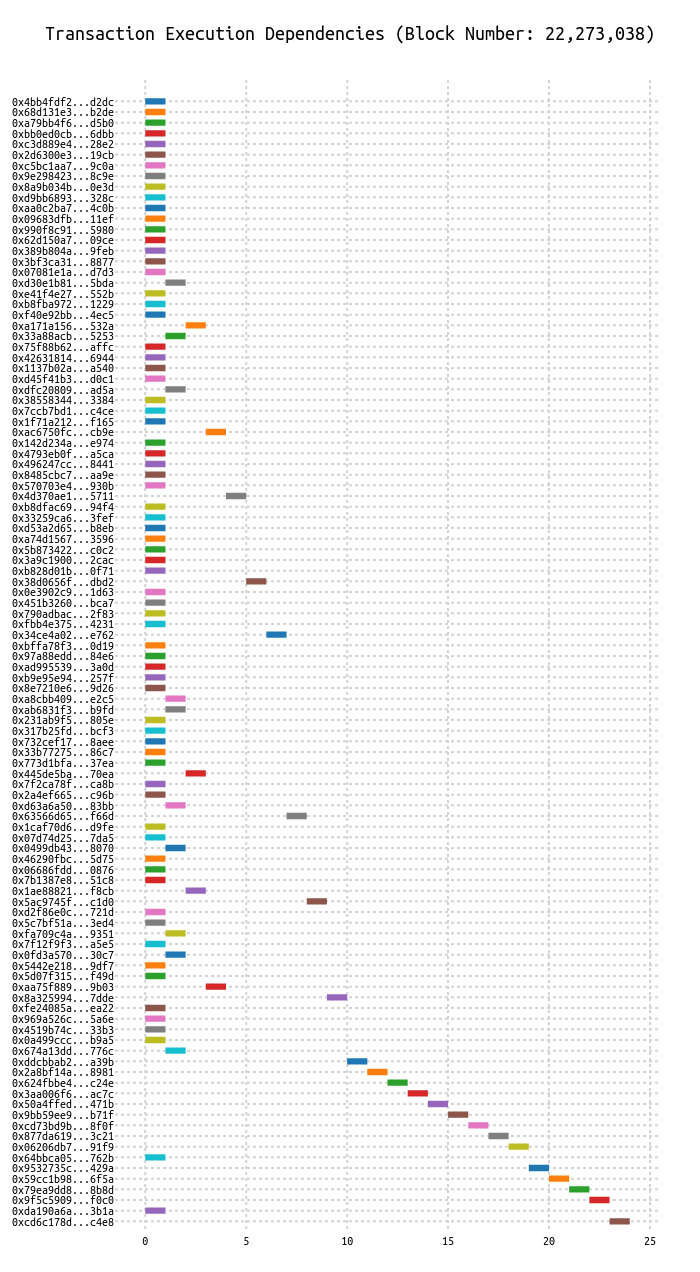 Transaction Execution Dependencies (Block Number: 22,273,038)
0x4bb4fdf2...d2dc
0x68d131e3...b2de
0xa79bb4f6...d5b0
0xbb0ed0cb...6dbb
0xc3d889e4...28e2
0x2d6300e3...19cb
0xc5bc1aa7...9c0a
0x9e298423...8c9e
0x8a9b034b...0e3d
0xd9bb6893...328c
0xaa0c2ba7...4c0b
0x09683dfb...11ef
0x990f8c91...5980
0x62d150a7...09ce
0x389b804a...9feb
0x3bf3ca31...8877
0x07081e1a...d7d3
0xd30e1b81...5bda
0xe41f4e27...552b
0xb8fba972...1229
0xf40e92bb...4ec5
0xa171a156...532a
0x33a88acb...5253
0x75f88b62...affc
0x42631814...6944
0x1137b02a...a540
0xd45f41b3...d0c1
0xdfc20809...ad5a
0x38558344...3384
0x7ccb7bd1...c4ce
0x1f71a212...f165
0xac6750fc...cb9e
0x142d234a...e974
0x4793eb0f...a5ca
0x496247cc...8441
0x8485cbc7...aa9e
0x570703e4...930b
0x4d370ae1...5711
0xb8dfac69...94f4
0x33259ca6...3fef
0xd53a2d65...b8eb
0xa74d1567...3596
0x5b873422...c0c2
0x3a9c1900...2cac
0xb828d01b...0f71
0x38d0656f...dbd2
0x0e3902c9...1d63
0x451b3260...bca7
0x790adbac...2f83
0xfbb4e375...4231
0x34ce4a02...e762
0xbffa78f3...0d19
0x97a88edd...84e6
0xad995539...3a0d
0xb9e95e94...257f
0x8e7210e6...9d26
0xa8cbb409...e2c5
0xab6831f3...b9fd
0x231ab9f5...805e
0x317b25fd...bcf3
0x732cef17...8aee
0x33b77275...86c7
0x773d1bfa...37ea
0x445de5ba...70ea
0x7f2ca78f...ca8b
0x2a4ef665...c96b
0xd63a6a50...83bb
0x63566d65...f66d
0x1caf70d6...d9fe
0x07d74d25...7da5
0x0499db43...8070
0x46290fbc...5d75
0x06686fdd...0876
0x7b1387e8...51c8
0x1ae88821...f8cb
0x5ac9745f...c1d0
0xd2f86e0c...721d
0x5c7bf51a...3ed4
0xfa709c4a...9351
0x7f12f9f3...a5e5
0x0fd3a570...30c7
0x5442e218...9df7
0x5d07f315...f49d
0xaa75f889...9b03
0x8a325994...7dde
0xfe24085a...ea22
0x969a526c...5a6e
0x4519b74c...33b3
0x0a499ccc...b9a5
0x674a13dd...776c
0xddcbbab2...a39b
0x2a8bf14a...8981
0x624fbbe4...c24e
0x3aa006f6...ac7c
0x50a4ffed...471b
0x9bb59ee9...b71f
0xcd73bd9b...8f0f
0x877da619...3c21
0x06206db7...91f9
0x64bbca05...762b
0x9532735c...429a
0x59cc1b98...6f5a
0x79ea9dd8...8b8d
0x9f5c5909...f0c0
0xda190a6a...3b1a
0xcd6c178d...c4e8
0 5 10 15 20 25